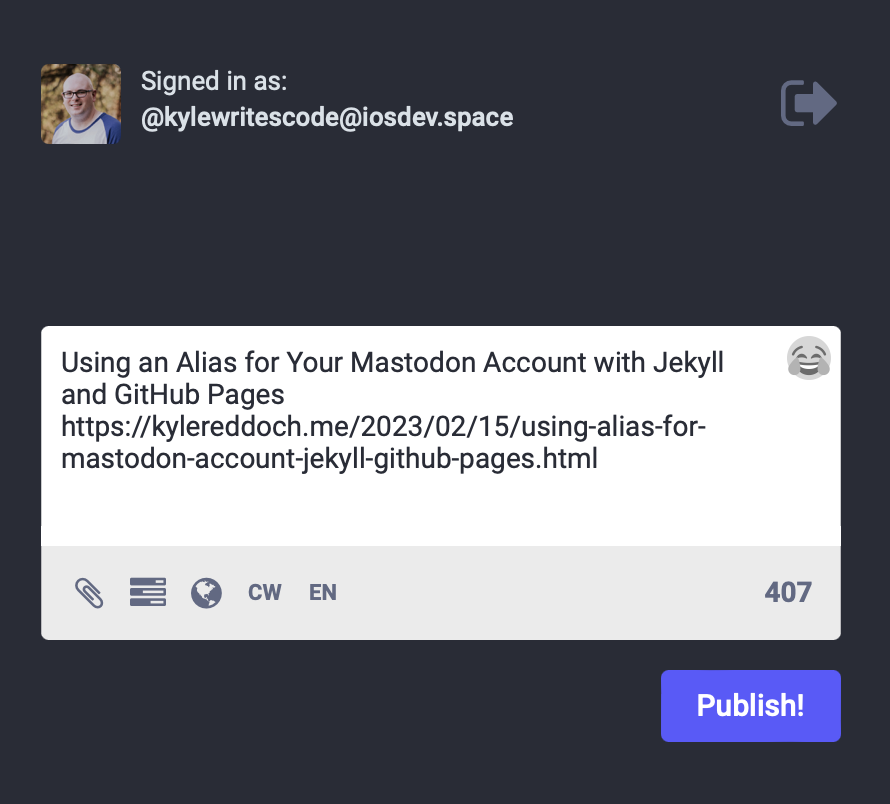 Signed in as:
@kylewritescode@iosdev.space
Using an Alias for Your Mastodon Account with Jekyll
and GitHub Pages
https://kylereddoch.me/2023/02/15/using-alias-for-
mastodon-account-jekyll-github-pages.html
CW EN 407
Publish!